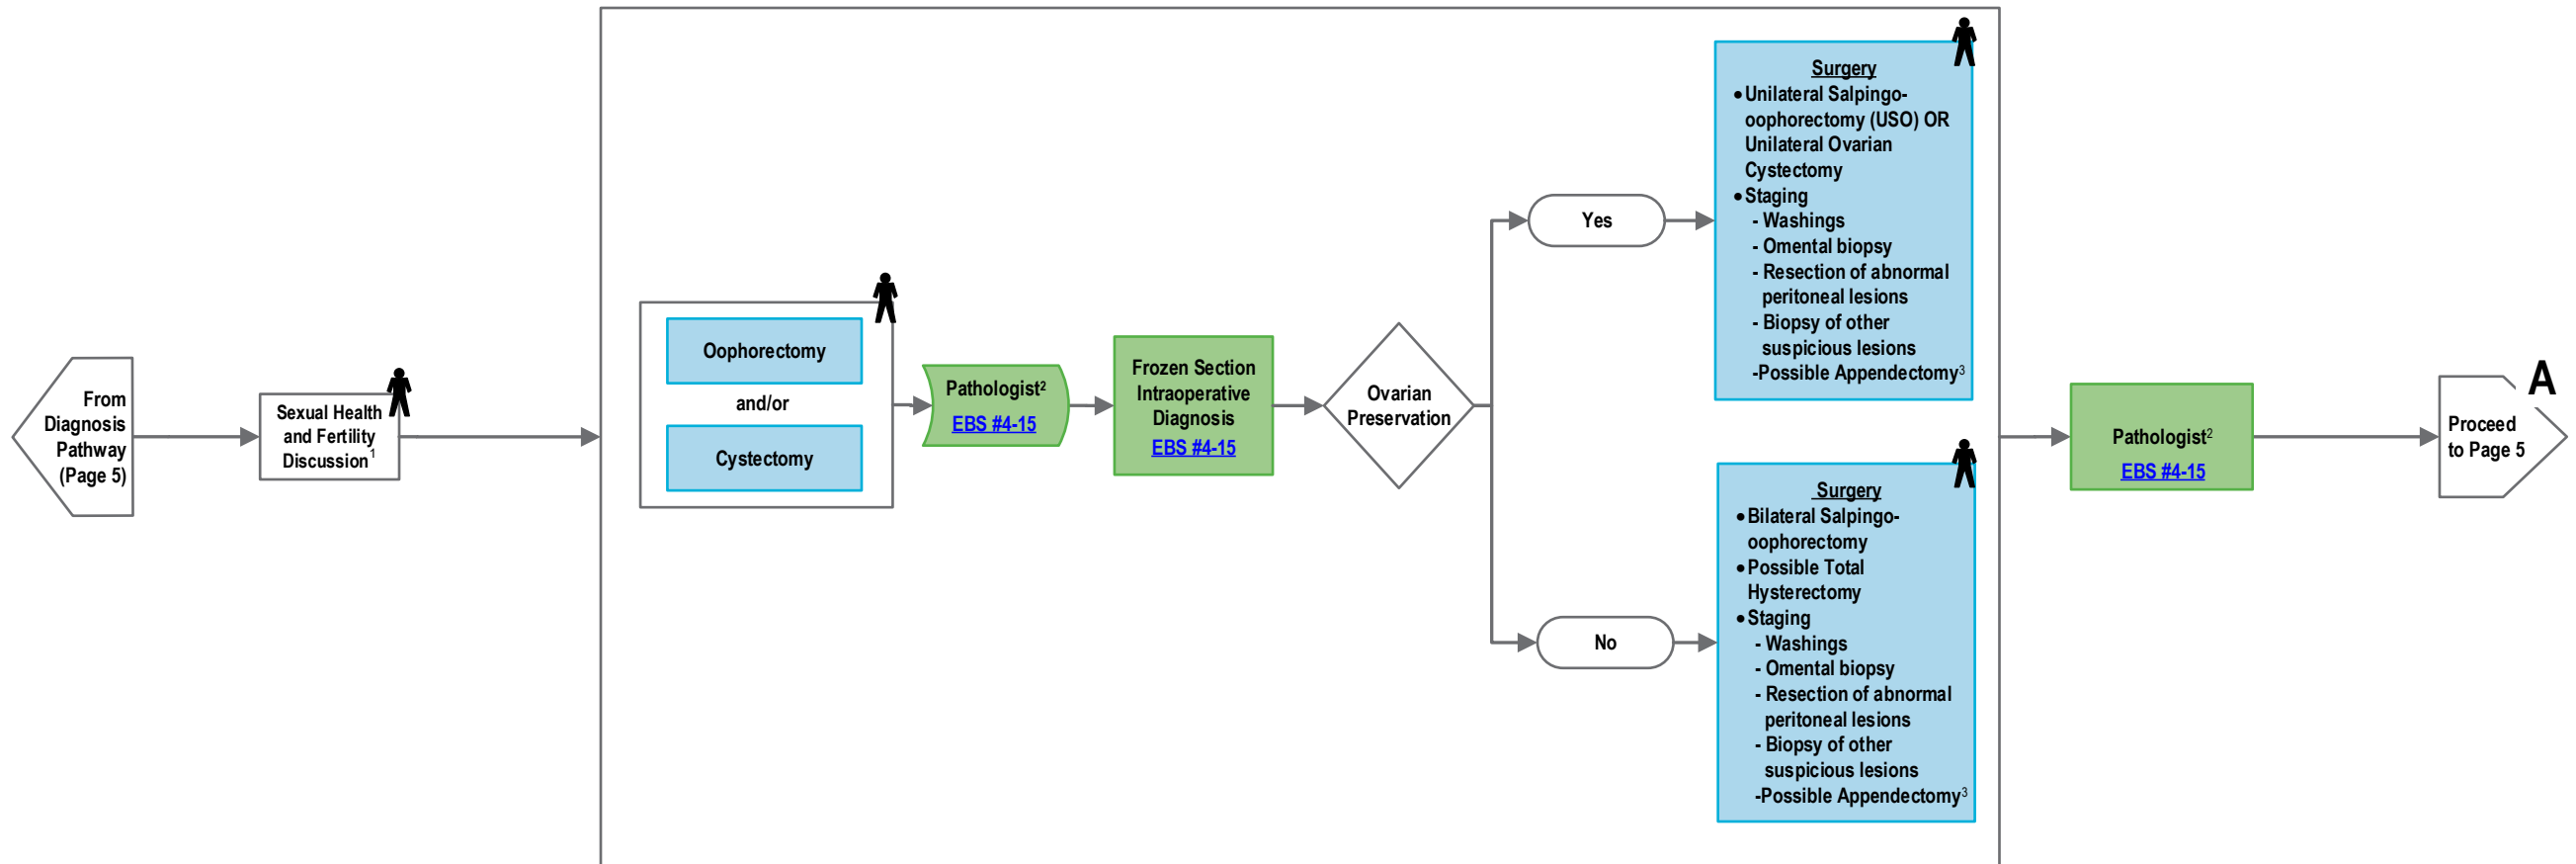 From
Diagnosis
Pathway
(Page 5)
Sexual Health
and Fertility
Discussion1
Oophorectomy
and/or
Cystectomy
Pathologist2
EBS #4-15
Frozen Section
Intraoperative
Diagnosis
EBS #4-15
Ovarian
Preservation
Yes
Surgery
•Unilateral Salpingo-
oophorectomy (USO) OR
Unilateral Ovarian
Cystectomy
•Staging
- Washings
- Omental biopsy
- Resection of abnormal
peritoneal lesions
- Biopsy of other
suspicious lesions
-Possible Appendectomy3
No
Surgery
•Bilateral Salpingo-
oophorectomy
•Possible Total
Hysterectomy
•Staging
- Washings
- Omental biopsy
- Resection of abnormal
peritoneal lesions
- Biopsy of other
suspicious lesions
-Possible Appendectomy3
Pathologist2
EBS #4-15
A
Proceed
to Page 5